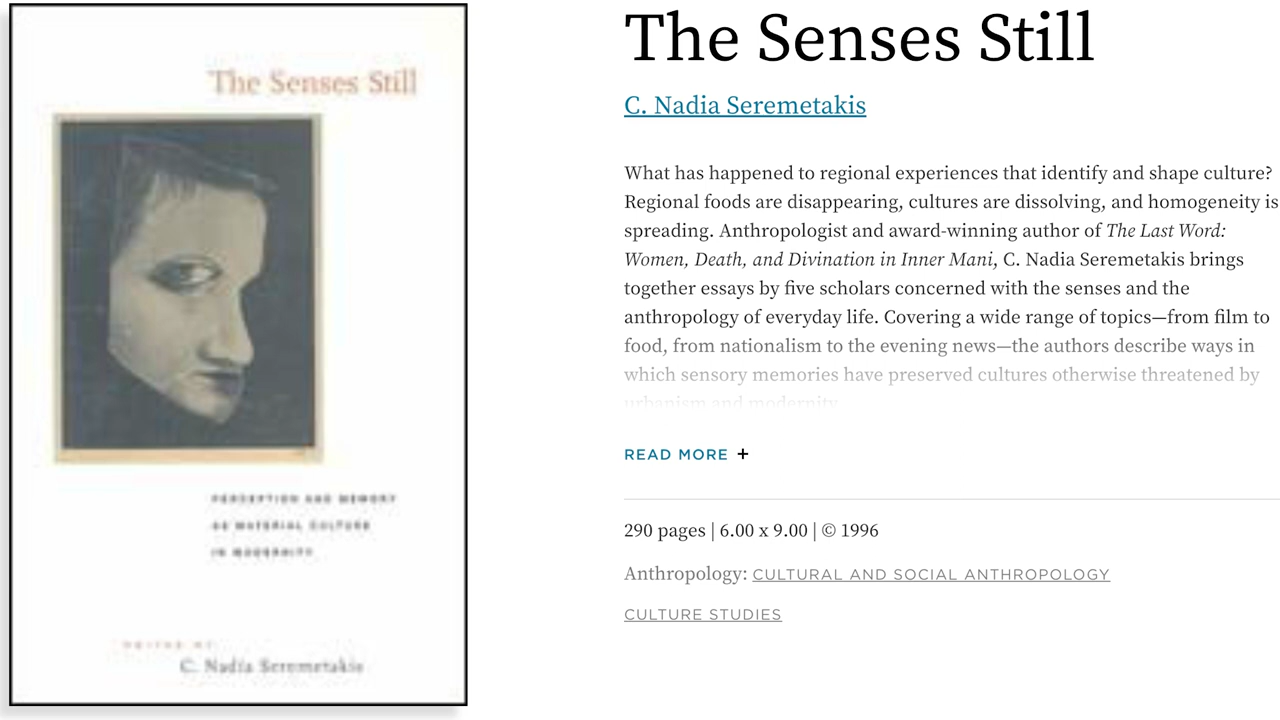 The Senses Still
PERCEPTION AND MEMORY
AS MATERIAL CULTURE
IN MODERNITY
EDITED BY
C. Nadia Seremetakis
The Senses Still
C. Nadia Seremetakis
What has happened to regional experiences that identify and shape culture?
Regional foods are disappearing, cultures are dissolving, and homogeneity is
spreading. Anthropologist and award-winning author of The Last Word:
Women, Death, and Divination in Inner Mani, C. Nadia Seremetakis brings
together essays by five scholars concerned with the senses and the
anthropology of everyday life. Covering a wide range of topics—from film to
food, from nationalism to the evening news—the authors describe ways in
which sensory memories have preserved cultures otherwise threatened by
urbanism and modernity.
READ MORE +
290 pages | 6.00 x 9.00 | © 1996
Anthropology: CULTURAL AND SOCIAL ANTHROPOLOGY
CULTURE STUDIES